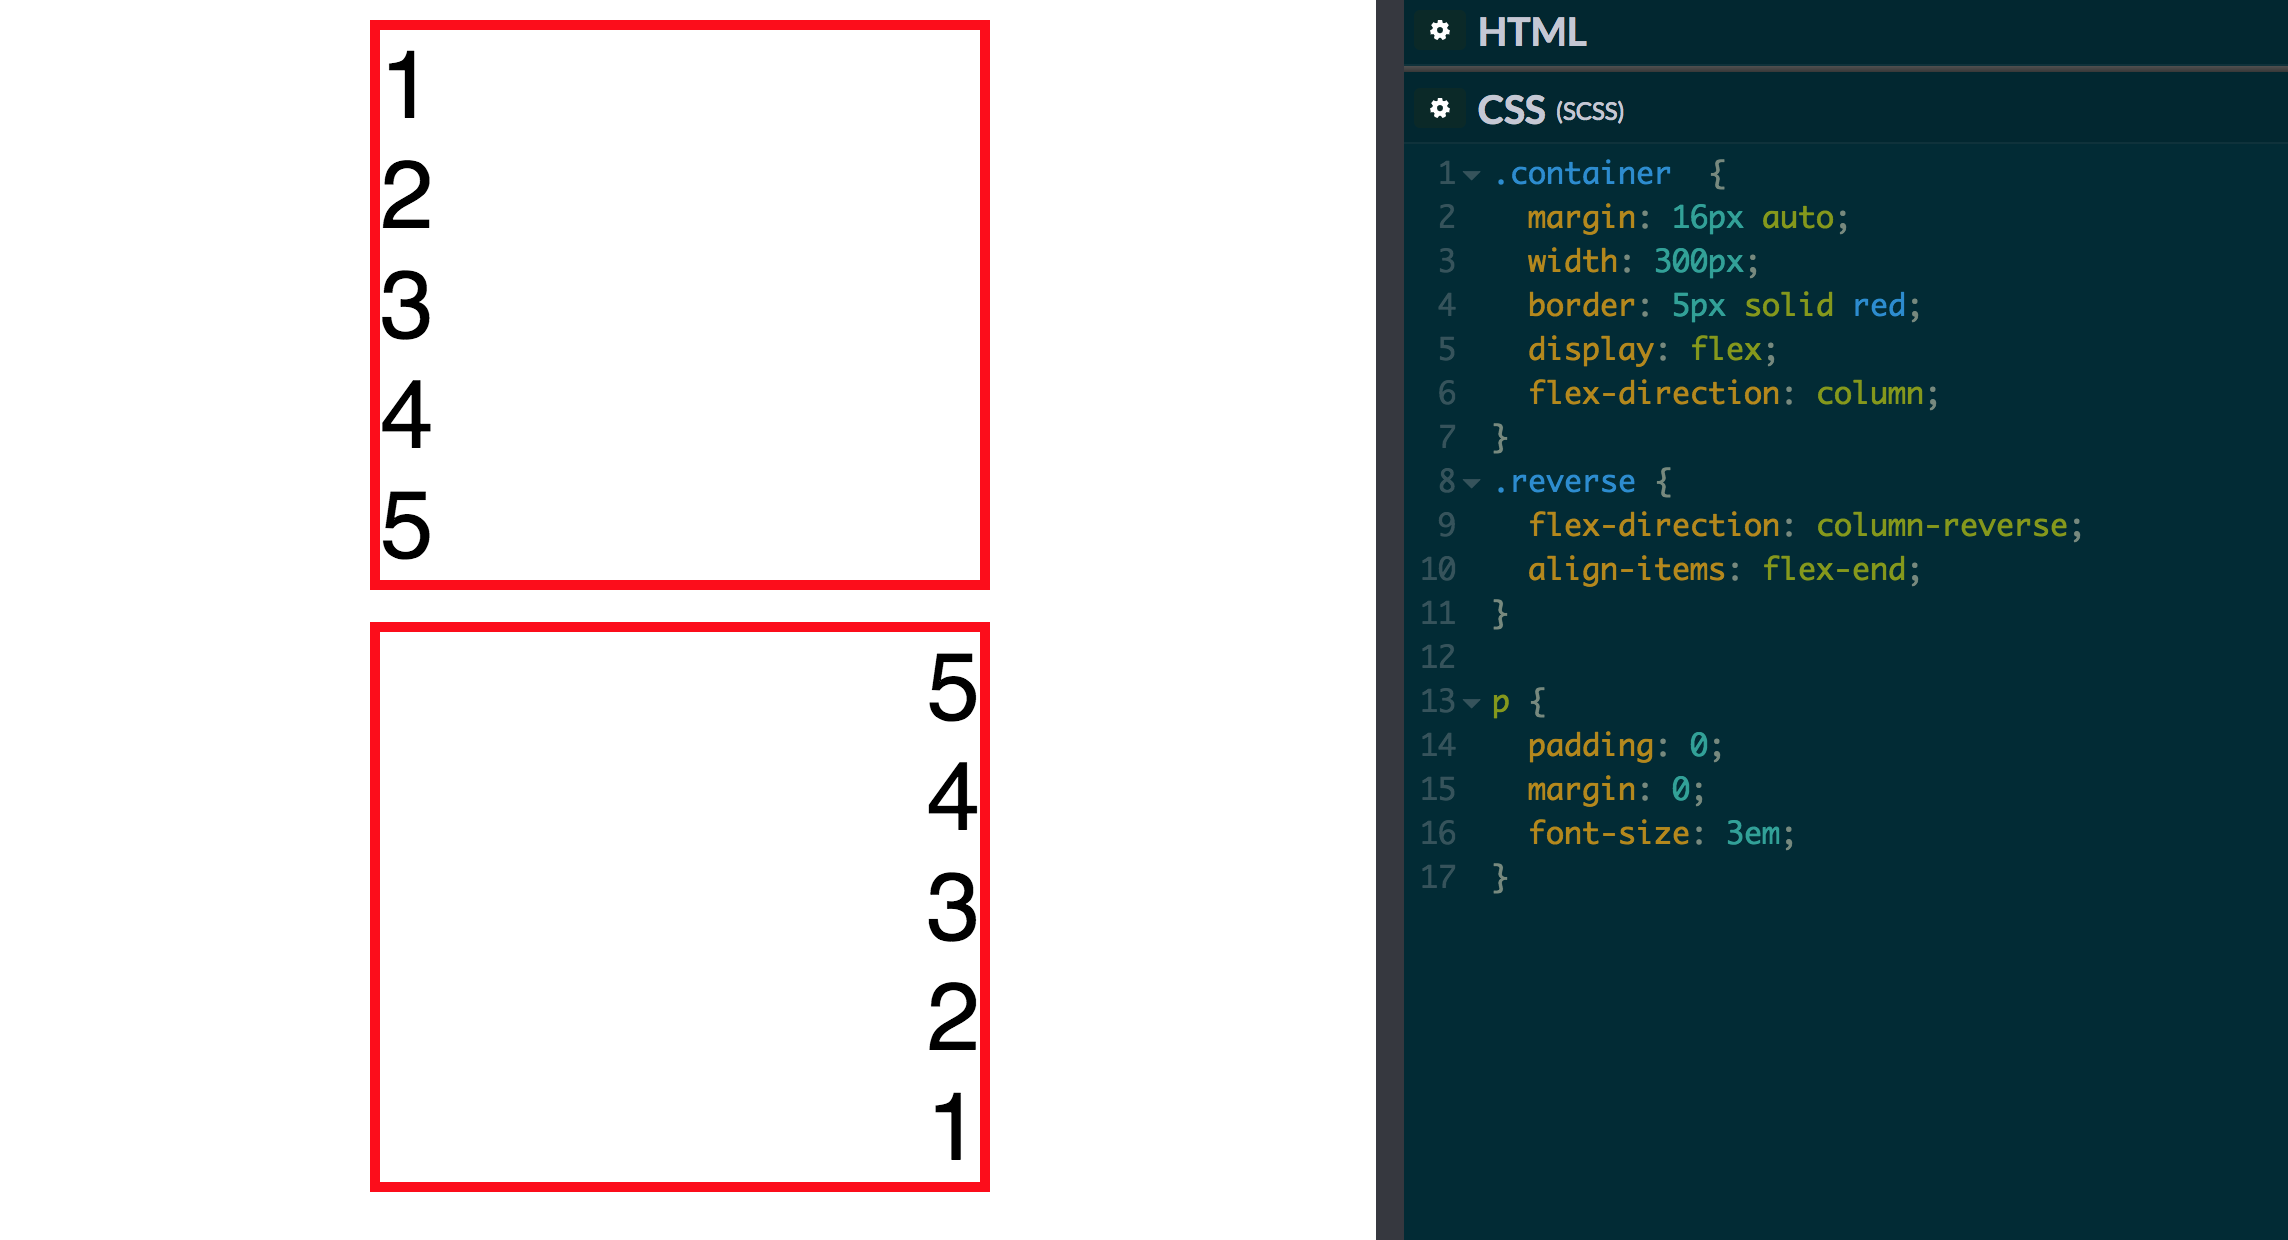 1
2
3
4
5
5
4
3
2
1
HTML
CSS (SCSS)
1 .container  {
2   margin: 16px auto;
3   width: 300px;
4   border: 5px solid red;
5   display: flex;
6   flex-direction: column;
7 }
8 .reverse {
9   flex-direction: column-reverse;
10   align-items: flex-end;
11 }
12
13 p {
14   padding: 0;
15   margin: 0;
16   font-size: 3em;
17 }